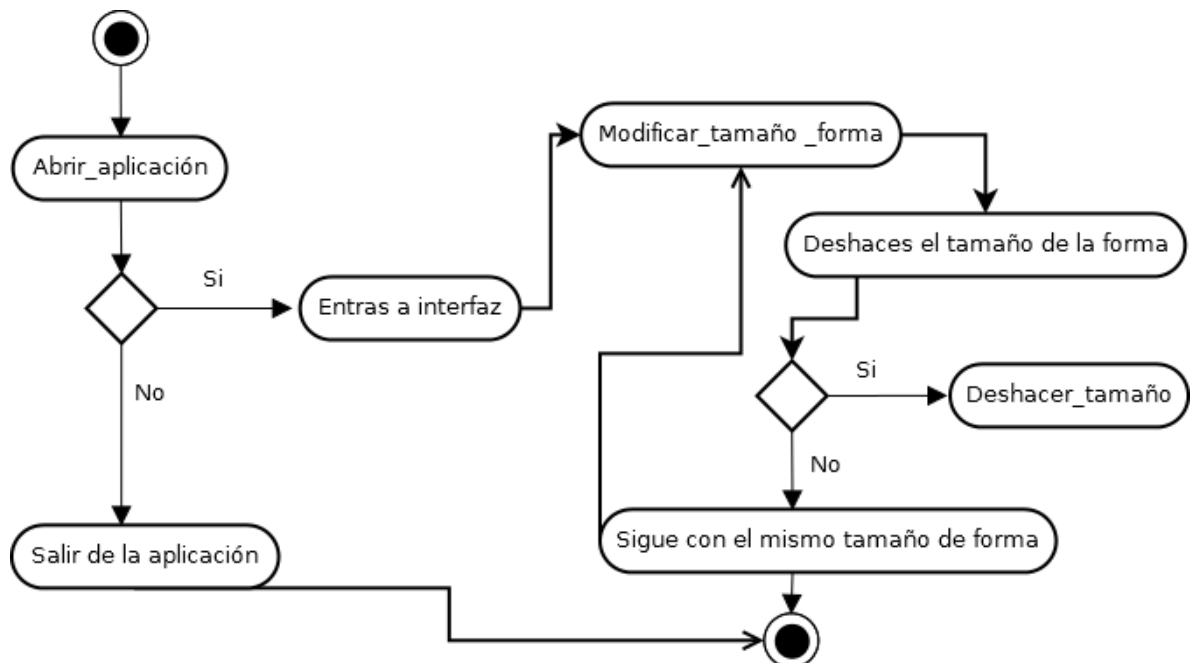 Abrir_aplicación
Si
Entras a interfaz
No
Salir de la aplicación
Modificar_tamaño _forma
Deshaces el tamaño de la forma
Si
Deshacer_tamaño
No
Sigue con el mismo tamaño de forma